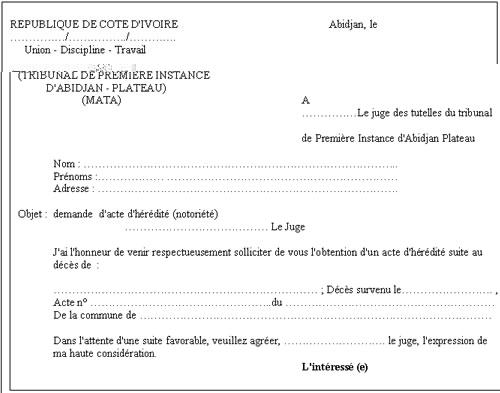 REPUBLIQUE DE COTE D'IVOIRE
Abidjan, le
……………/……………/…………
Union - Discipline - Travail
(TRIBUNAL DE PREMIERE INSTANCE
D'ABIDJAN - PLATEAU)
(MATA)
A
……………Le juge des tutelles du tribunal
de Première Instance d'Abidjan Plateau
Nom : ……………………………………………………………………………..
Prénoms:……………………………………………………………………
Adresse : ……………………………………………………………………
Objet : demande d'acte d'hérédité (notoriété)
…………………………………… Le Juge
J'ai l'honneur de venir respectueusement solliciter de vous l'obtention d'un acte d'hérédité suite au
décès de :
…………………………………………………………………… ; Décès survenu le…………………….. ,
Acte nº ……………………………………………..du ……………………………………………………
De la commune de ……………………………………………………………………………………
Dans l'attente d'une suite favorable, veuillez agréer, ………………………. le juge, l'expression de
ma haute considération.
L'intéressé (e)